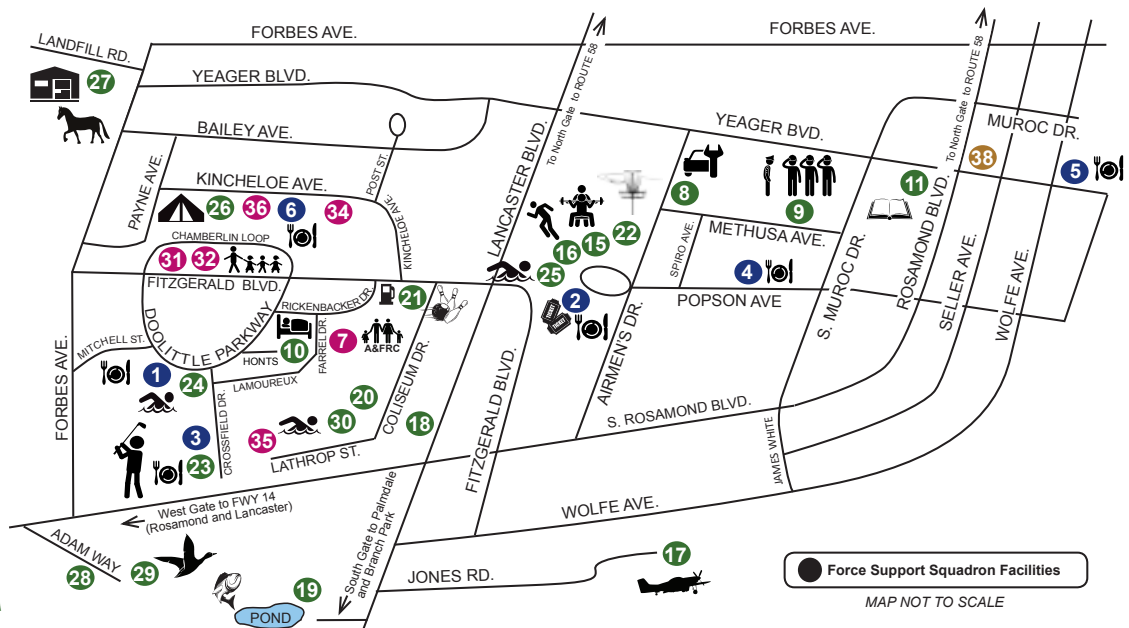 FORBES AVE.
FORBES AVE.
LANDFILL RD.
27
YEAGER BLVD.
BAILEY AVE.
POST ST.
PAYNE AVE.
KINCHELOE AVE.
26
36
6
34
KINCHELOE AVE
CHAMBERLIN LOOP
31
32
FITZGERALD BLVD.
DOOLITTLE PARKWAY
MITCHELL ST.
RICKENBACKER DR.
21
10
HONTS
FARREL DR.
7
A&FRC
LAMOUREUX
1
24
CROSSFIELD DR.
3
23
FORBES AVE.
20
30
35
18
COLISEUM DR.
LATHROP ST.
LANCASTER BLVD.
To North Gate to ROUTE 58
16
15
22
25
2
AIRMEN'S DR.
FITZGERALD BLVD.
YEAGER BVD.
8
9
METHUSA AVE.
SPIRO AVE.
4
POPSON AVE
S. MUROC DR.
11
ROSAMOND BLVD.
To North Gate to ROUTE 58
38
MUROC DR.
5
SELLER AVE.
WOLFE AVE.
S. ROSAMOND BLVD.
JAMES WHITE
WOLFE AVE.
West Gate to FWY 14
(Rosamond and Lancaster)
ADAM WAY
28
29
19
POND
South Gate to Palmdale
and Branch Park
JONES RD.
17
Force Support Squadron Facilities
MAP NOT TO SCALE